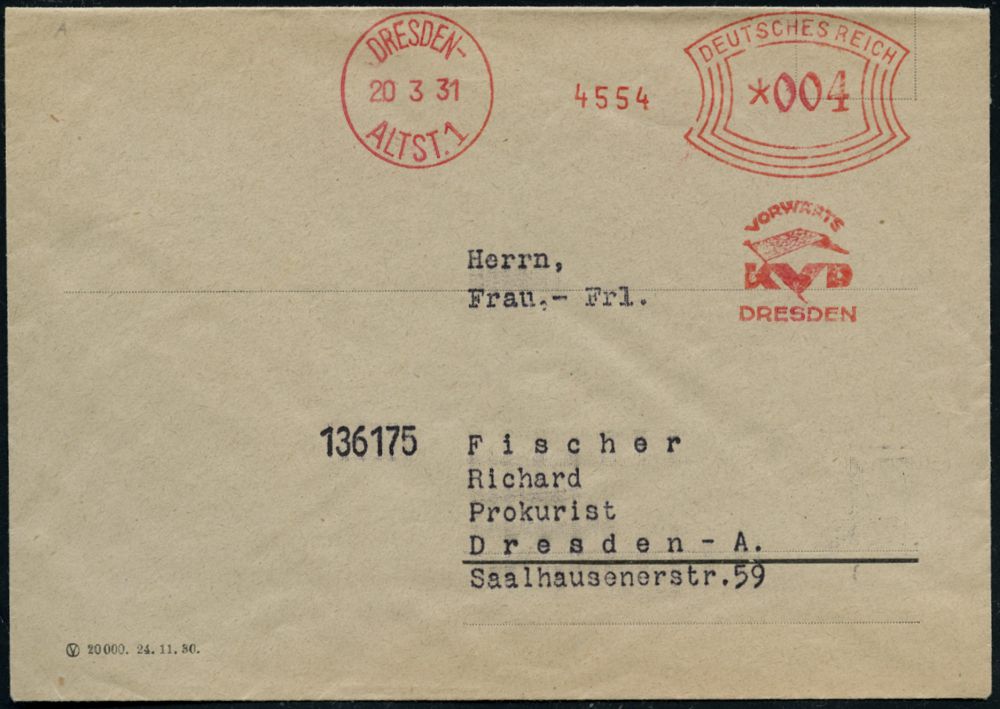 A
DRESDEN-
20 3 31
ALTST. 1
4554
DEUTSCHES REICH
*004
VORWÄRTS
KVD
DRESDEN
Herrn,
Frau,- Frl.
136175
Fischer
Richard
Prokurist
Dresden-A.
Saalhausenerstr.59
V 20000. 24. 11. 30.